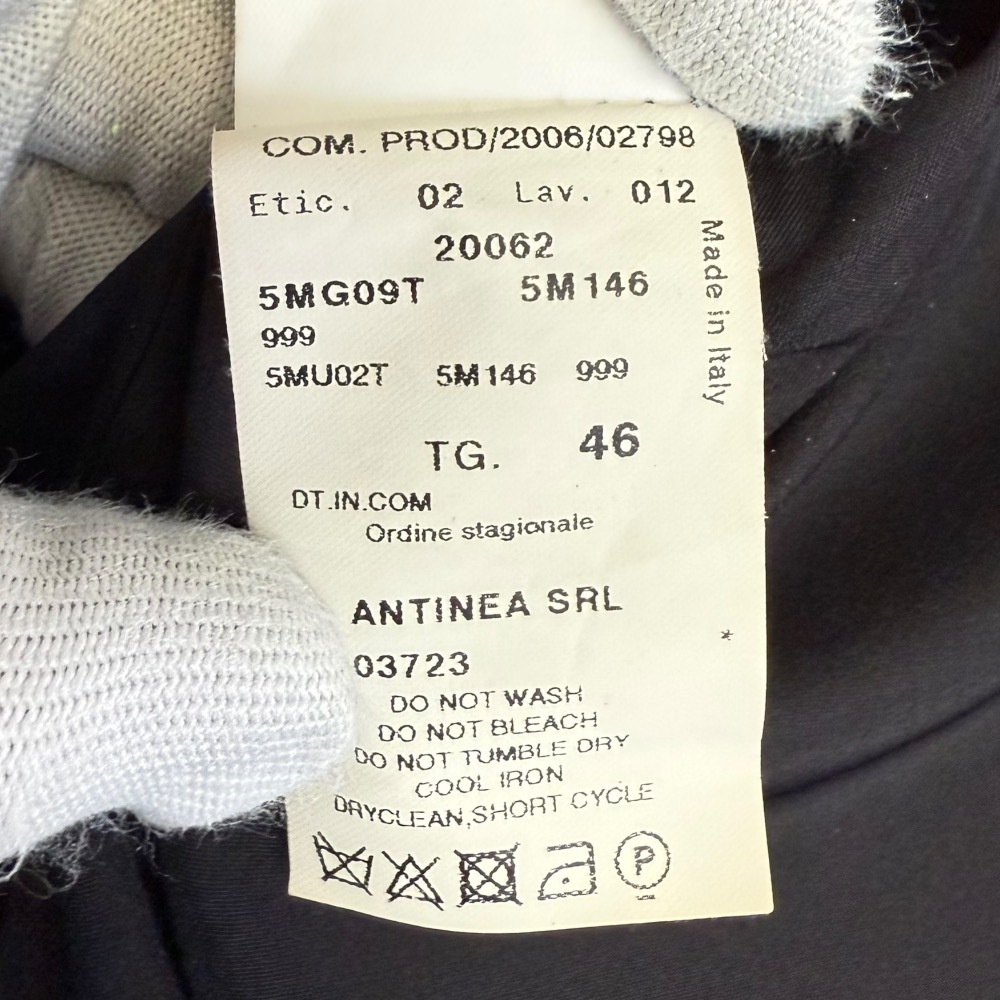 COM. PROD/2006/02798
Etic. 02 Lav. 012
20062
5MG09T 5M146
999
5MU02T 5M146 999
TG. 46
DT.IN.COM
Ordine stagionale
ANTINEA SRL
03723
*
DO NOT WASH
DO NOT BLEACH
DO NOT TUMBLE DRY
COOL IRON
DRYCLEAN,SHORT CYCLE
P
Made in Italy